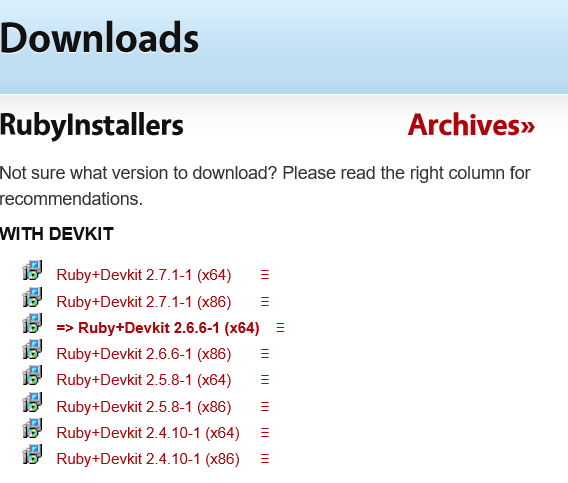 Downloads
RubyInstallers
Archives»
Not sure what version to download? Please read the right column for
recommendations.
WITH DEVKIT
Ruby+Devkit 2.7.1-1 (x64)
Ruby+Devkit 2.7.1-1 (x86)
=> Ruby+Devkit 2.6.6-1 (x64)
Ruby+Devkit 2.6.6-1 (x86)
Ruby+Devkit 2.5.8-1 (x64)
Ruby+Devkit 2.5.8-1 (x86)
Ruby+Devkit 2.4.10-1 (x64)
Ruby+Devkit 2.4.10-1 (x86)